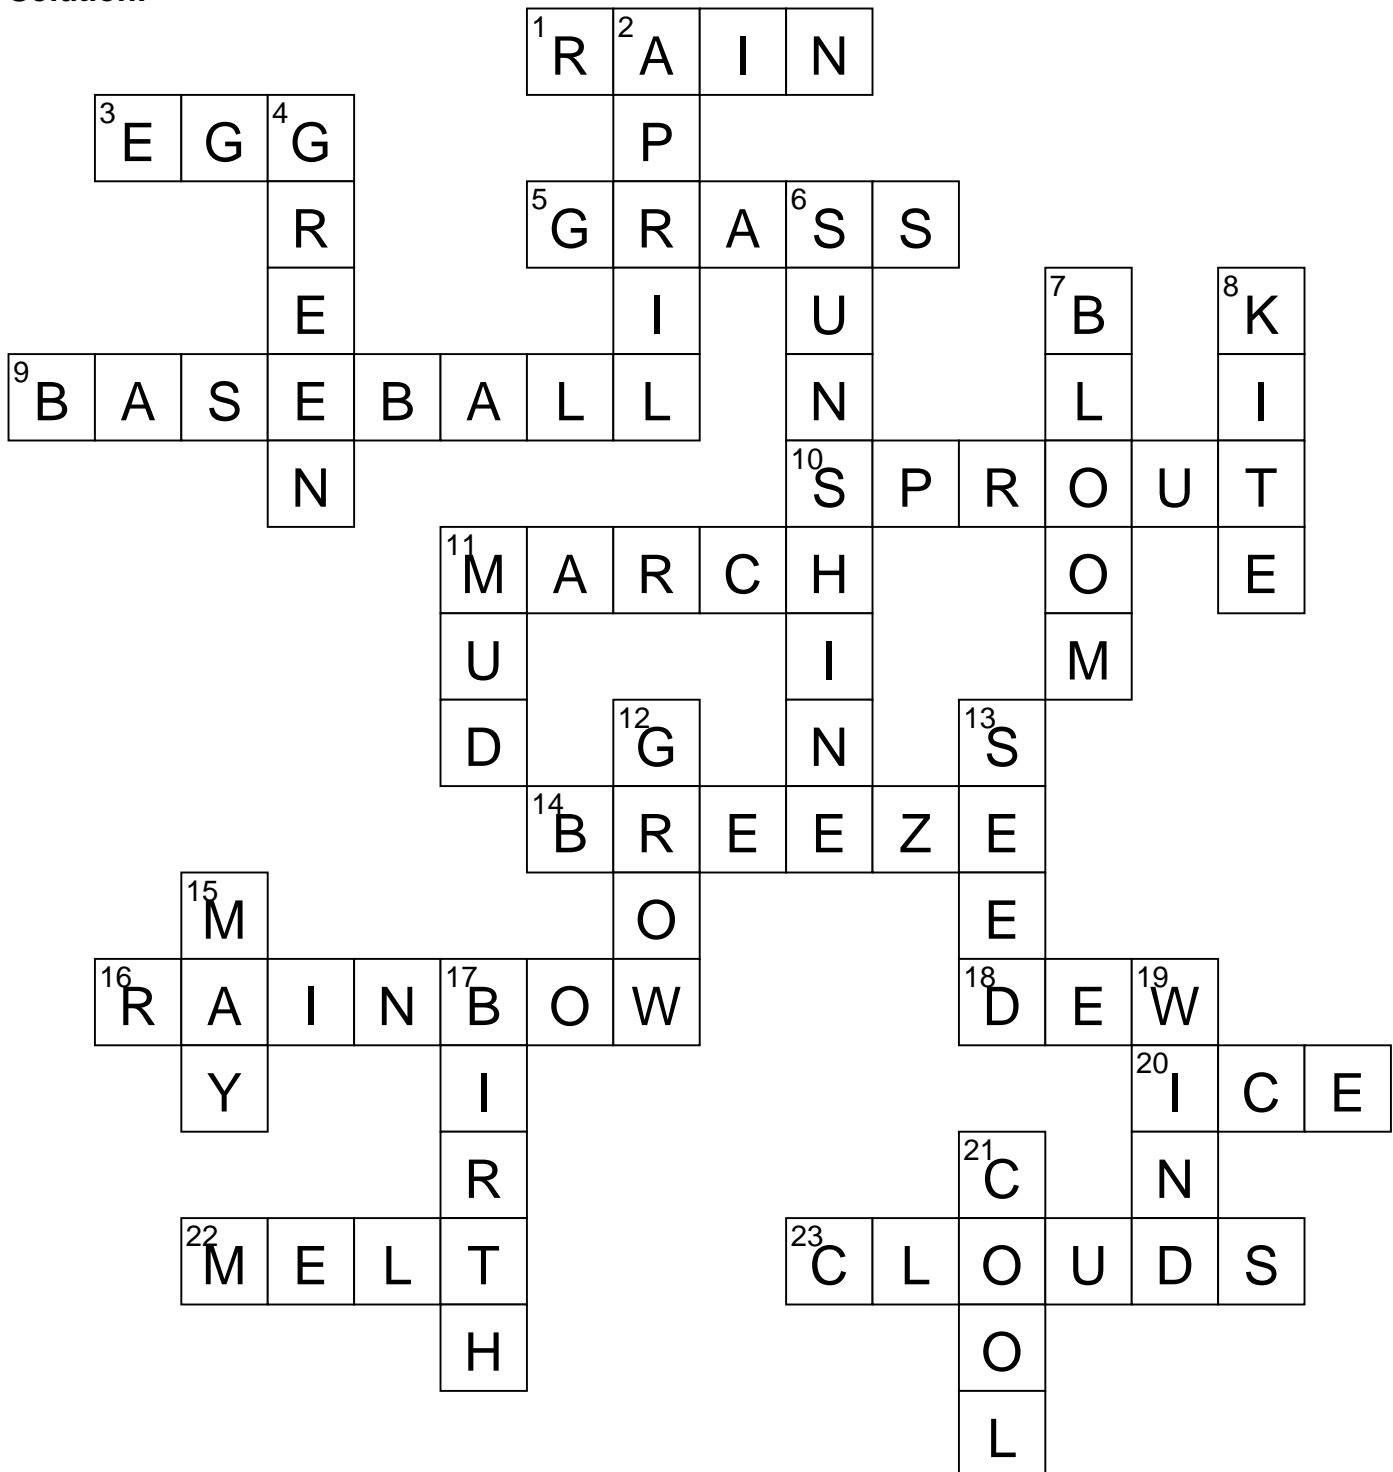 Solution:
1 R 2 A I N
3 E G 4 G P
R 5 G R A 6 S S
E I U 7 B 8 K
9 B A S E B A L L N L I
N 10 S P R O U T
11 M A R C H O E
U I M
D 12 G N 13 S
14 B R E E Z E
15 M O E
16 R A I N 17 B O W 18 D E 19 W
Y I 20 I C E
R 21 C N
22 M E L T 23 C L O U D S
H O
L